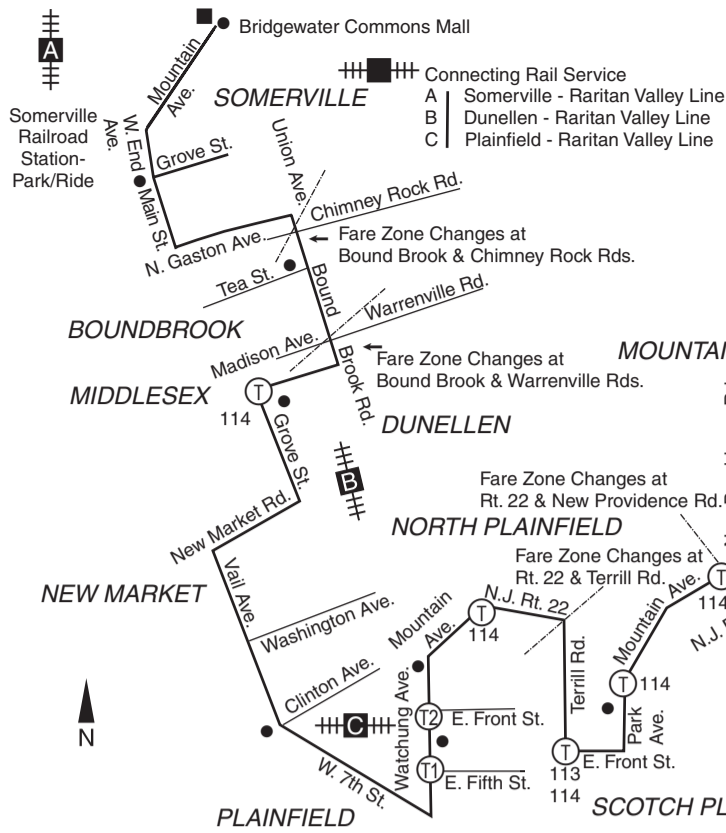 Bridgewater Commons Mall
A
Mountain
Ave.
SOMERVILLE
Connecting Rail Service
A Somerville - Raritan Valley Line
B Dunellen - Raritan Valley Line
C Plainfield - Raritan Valley Line
Somerville
Railroad
Station-
Park/Ride
W. End
Ave.
Grove St.
Main St.
Union Ave.
Chimney Rock Rd.
N. Gaston Ave.
Fare Zone Changes at
Bound Brook & Chimney Rock Rds.
Tea St.
Bound
Brook Rd.
Warrenville Rd.
BOUNDBROOK
Madison Ave.
Fare Zone Changes at
Bound Brook & Warrenville Rds.
MOUNTAI
MIDDLESEX
T
114
DUNELLEN
Grove St.
B
Fare Zone Changes at
Rt. 22 & New Providence Rd.
New Market Rd.
NORTH PLAINFIELD
Fare Zone Changes at
Rt. 22 & Terrill Rd.
NEW MARKET
Vail Ave.
Washington Ave.
Mountain
Ave.
T
114
N.J. Rt. 22
Mountain Ave.
T
114
N.J. R
Clinton Ave.
Terrill Rd.
T
114
Park
Ave.
N
C
Watchung Ave.
T2
E. Front St.
T1
E. Fifth St.
T
113
114
E. Front St.
W. 7th St.
PLAINFIELD
SCOTCH PL